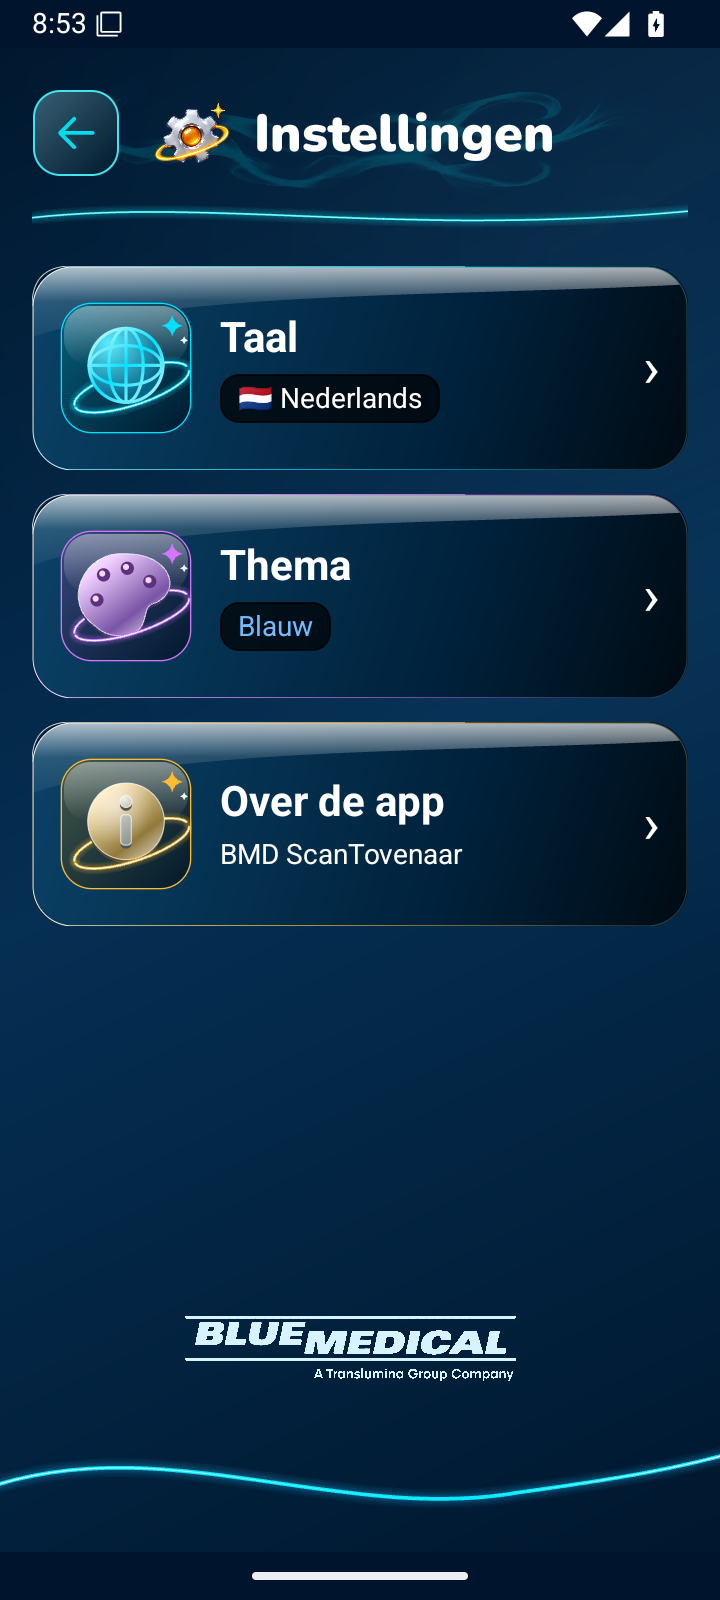 8:53
Instellingen
Taal
🇳🇱 Nederlands
Thema
Blauw
Over de app
BMD ScanTovenaar
BLUEMEDICAL
A Translumina Group Company